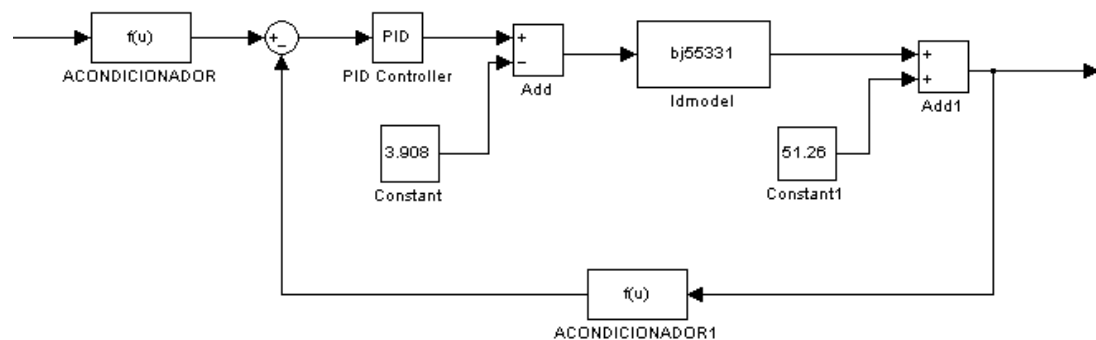 f(u)
ACONDICIONADOR
+
−
PID
PID Controller
+
−
Add
bj55331
Idmodel
+
+
Add1
3.908
Constant
51.26
Constant1
f(u)
ACONDICIONADOR1